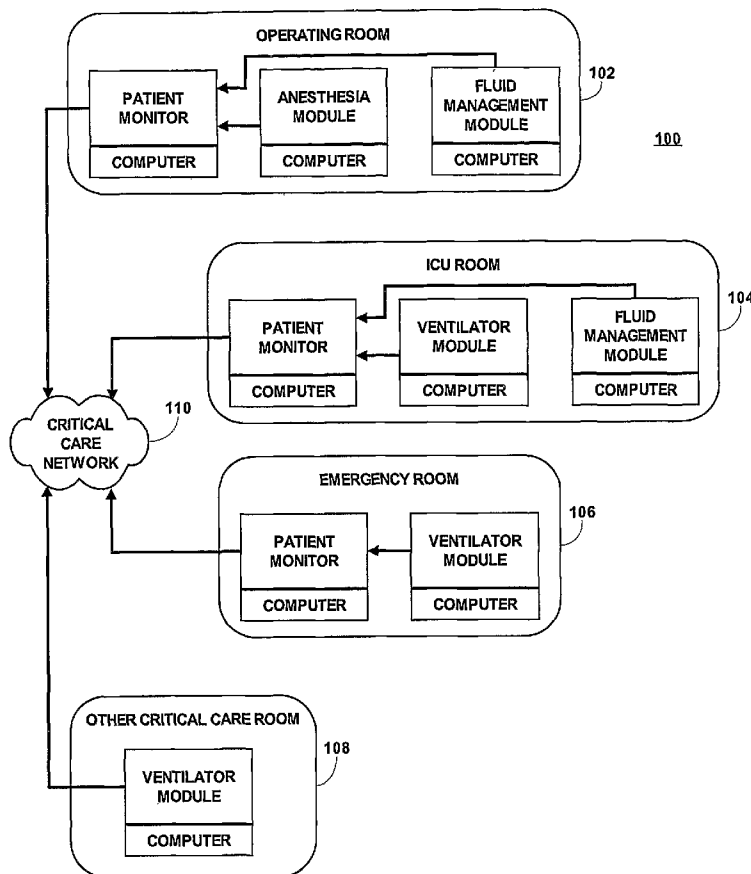 OPERATING ROOM
PATIENT
MONITOR
COMPUTER
ANESTHESIA
MODULE
COMPUTER
FLUID
MANAGEMENT
MODULE
COMPUTER
102
100
ICU ROOM
PATIENT
MONITOR
COMPUTER
VENTILATOR
MODULE
COMPUTER
FLUID
MANAGEMENT
MODULE
COMPUTER
104
CRITICAL
CARE
NETWORK
110
EMERGENCY ROOM
PATIENT
MONITOR
COMPUTER
VENTILATOR
MODULE
COMPUTER
106
OTHER CRITICAL CARE ROOM
VENTILATOR
MODULE
COMPUTER
108